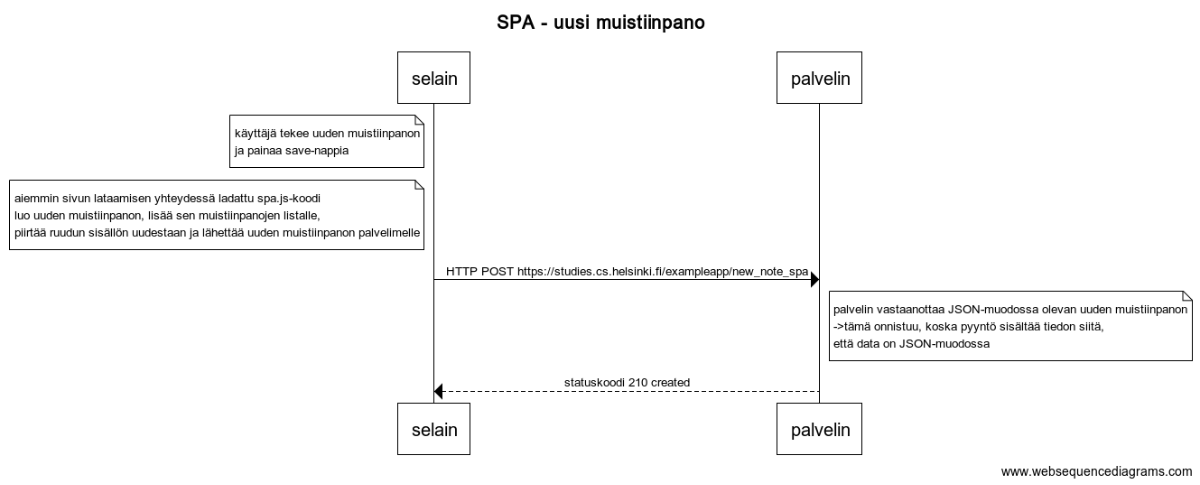 SPA - uusi muistiinpano
selain
palvelin
käyttäjä tekee uuden muistiinpanon
ja painaa save-nappia
aiemmin sivun lataamisen yhteydessä ladattu spa.js-koodi
luo uuden muistiinpanon, lisää sen muistiinpanojen listalle,
piirtää ruudun sisällön uudestaan ja lähettää uuden muistiinpanon palvelimelle
HTTP POST https://studies.cs.helsinki.fi/exampleapp/new_note_spa
palvelin vastaanottaa JSON-muodossa olevan uuden muistiinpanon
->tämä onnistuu, koska pyyntö sisältää tiedon siitä,
että data on JSON-muodossa
statuskoodi 210 created
selain
palvelin
www.websequencediagrams.com